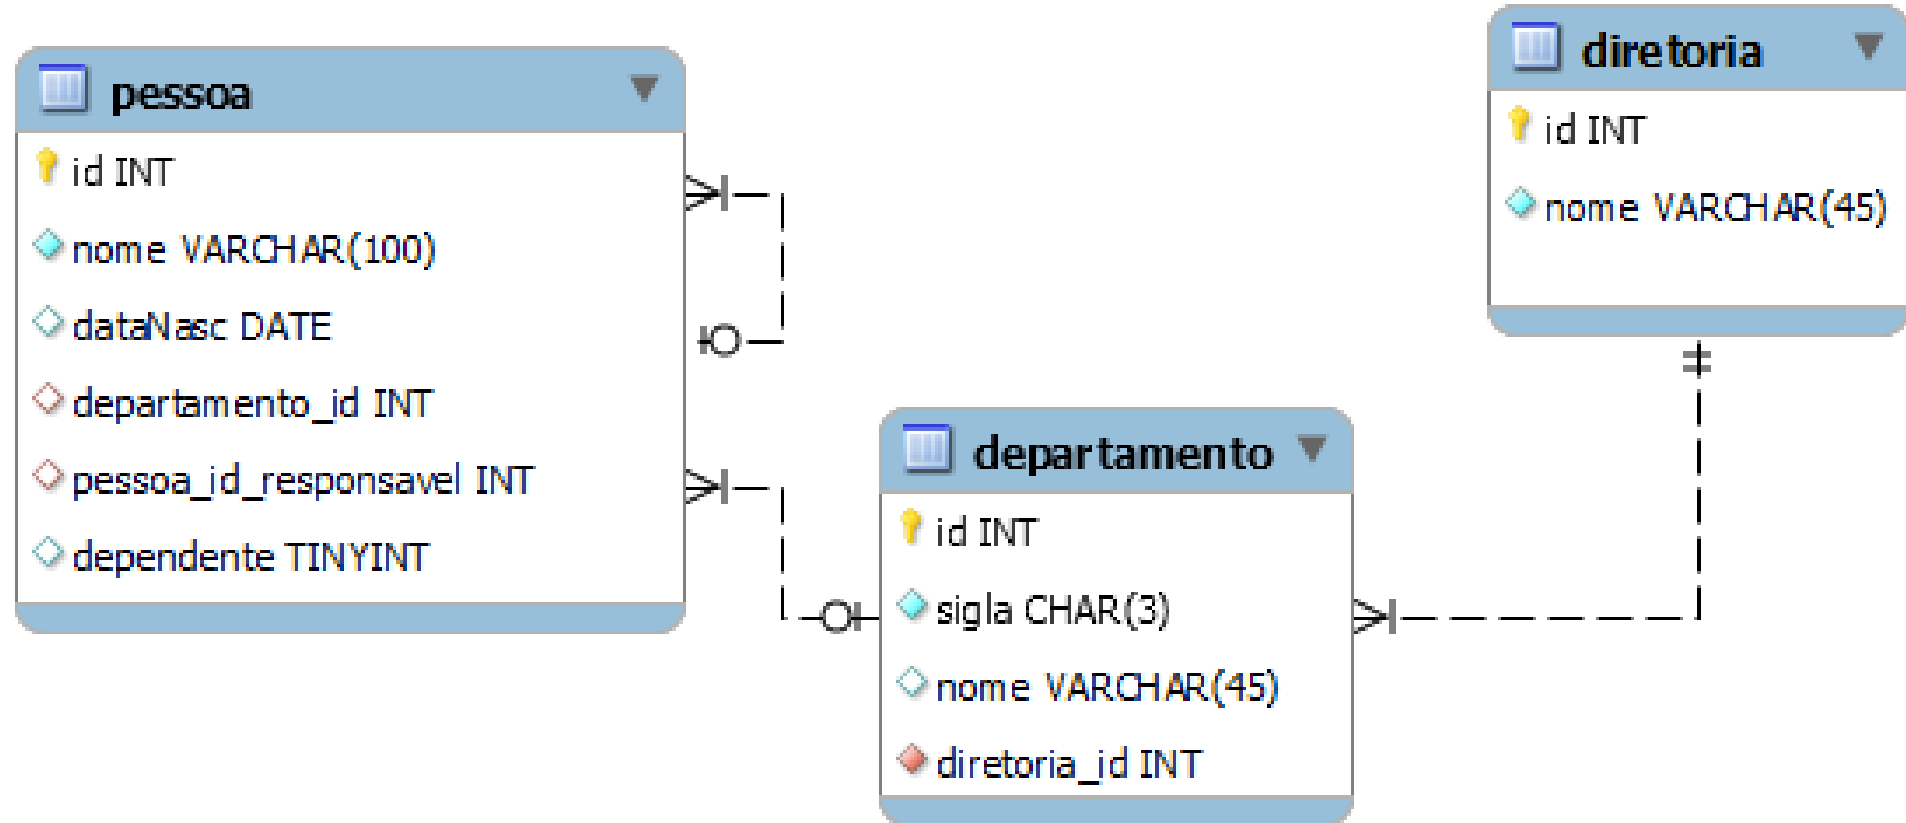 pessoa
id INT
nome VARCHAR(100)
dataNasc DATE
departamento_id INT
pessoa_id_responsavel INT
dependente TINYINT
departamento
id INT
sigla CHAR(3)
nome VARCHAR(45)
diretoria_id INT
diretoria
id INT
nome VARCHAR(45)